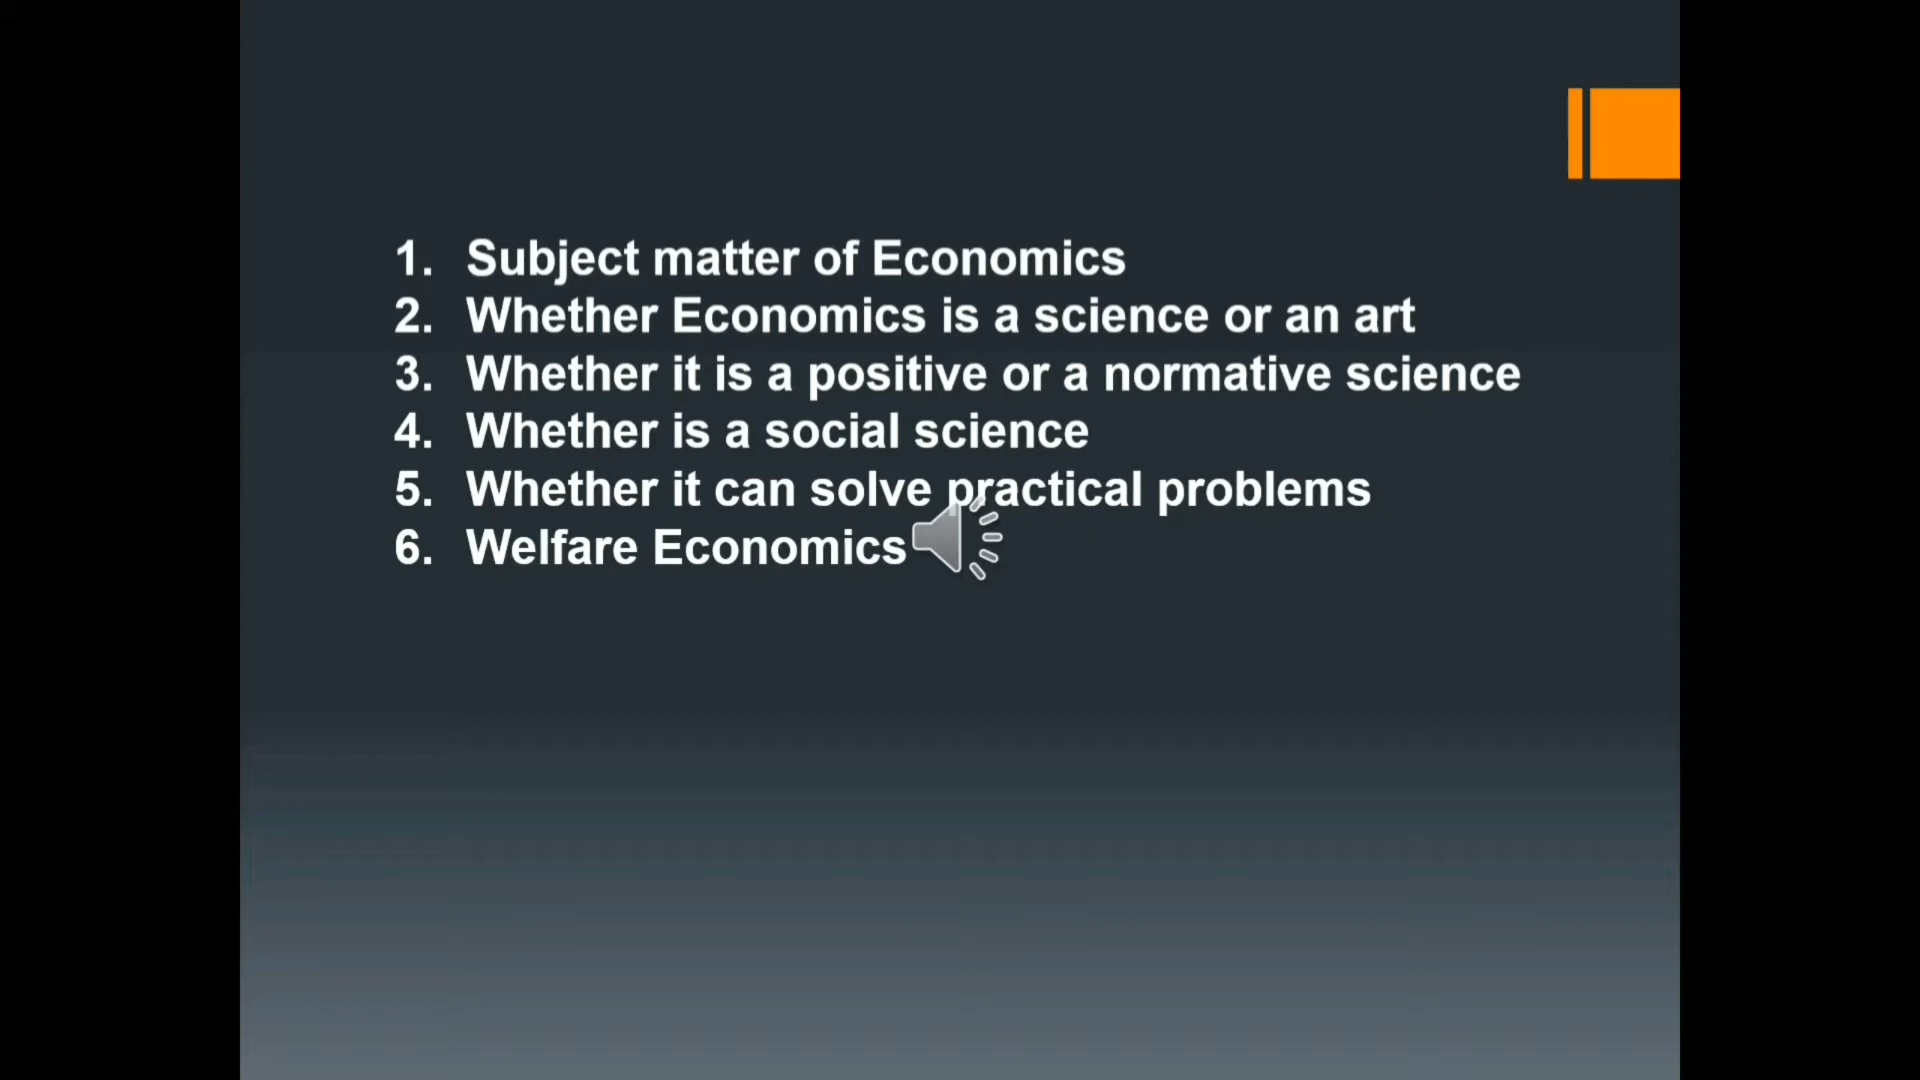 1. Subject matter of Economics
2. Whether Economics is a science or an art
3. Whether it is a positive or a normative science
4. Whether is a social science
5. Whether it can solve practical problems
6. Welfare Economics